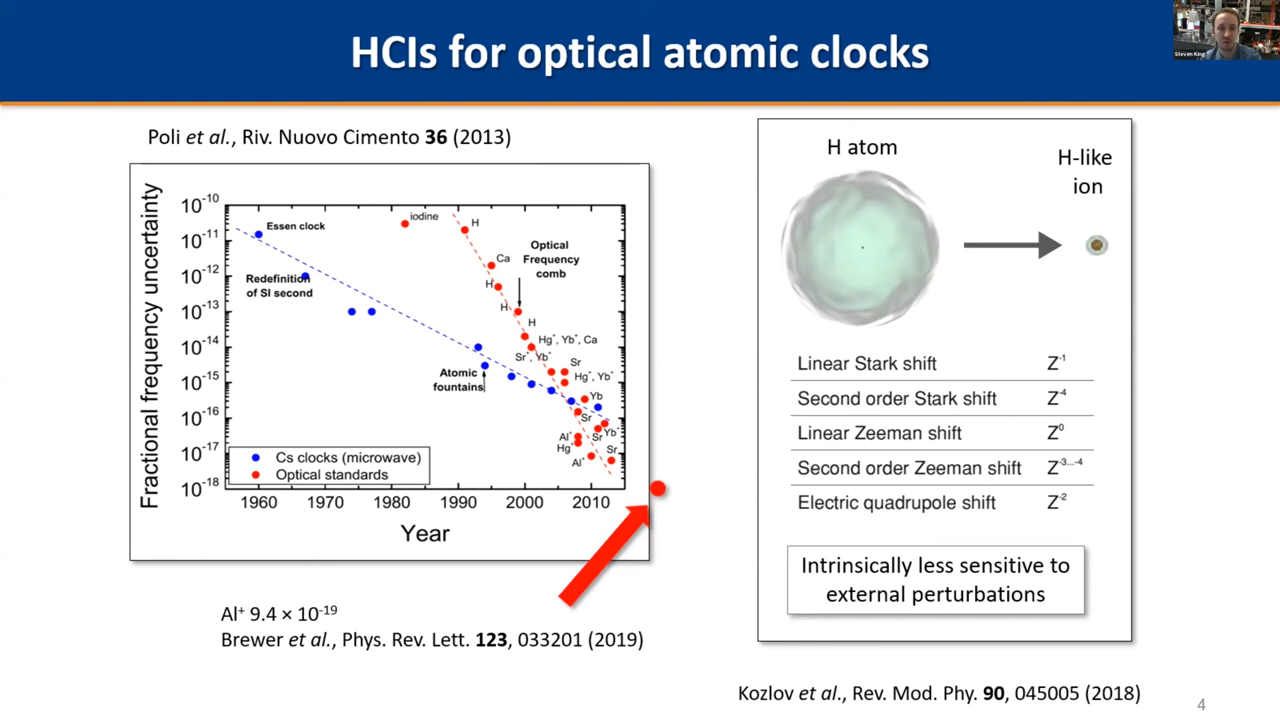 HCIs for optical atomic clocks
Steven King
Poli et al., Riv. Nuovo Cimento 36 (2013)
Fractional frequency uncertainty
10⁻¹⁰
10⁻¹¹
10⁻¹²
10⁻¹³
10⁻¹⁴
10⁻¹⁵
10⁻¹⁶
10⁻¹⁷
10⁻¹⁸
Essen clock
iodine
H
Redefinition
of SI second
Ca
Optical
Frequency
comb
H
H
H
Hg⁺, Yb⁺, Ca
Sr⁺, Yb⁺
Sr
Atomic
fountains
Hg⁺, Yb⁺
Yb
Sr
Al⁺
Sr
Yb⁺
Hg⁺
Sr
Al⁺
Cs clocks (microwave)
Optical standards
1960 1970 1980 1990 2000 2010
Year
Al⁺ 9.4 × 10⁻¹⁹
Brewer et al., Phys. Rev. Lett. 123, 033201 (2019)
H atom
H-like
ion
Linear Stark shift Z⁻¹
Second order Stark shift Z⁻⁴
Linear Zeeman shift Z⁰
Second order Zeeman shift Z⁻³···⁻⁴
Electric quadrupole shift Z⁻²
Intrinsically less sensitive to
external perturbations
Kozlov et al., Rev. Mod. Phy. 90, 045005 (2018)
4